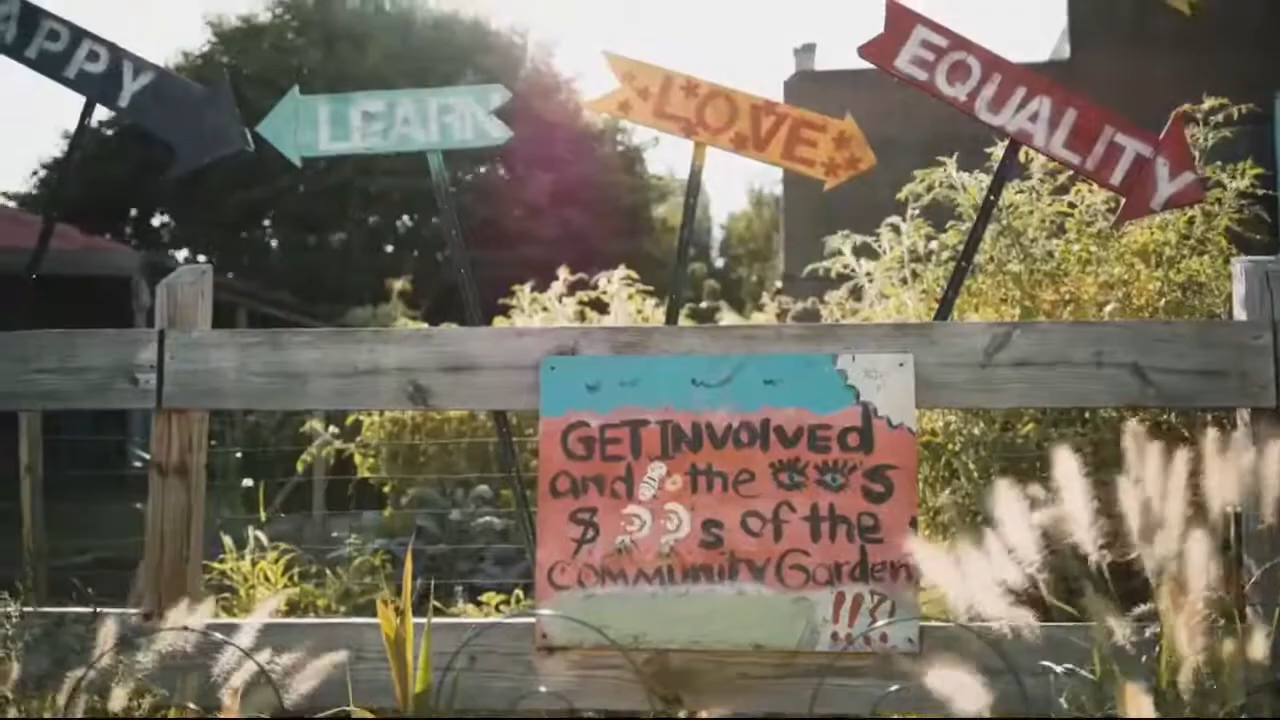 APPY
LEARN
LOVE
EQUALITY
GET INVOLVED
and the S
$ s of the
COMMUNITY Garden
!!?